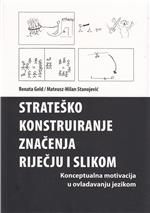 Renata Geld / Mateusz-Milan Stanojević
STRATEŠKO
KONSTRUIRANJE
ZNAČENJA
RIJEČJU I SLIKOM
Konceptualna motivacija
u ovladavanju jezikom